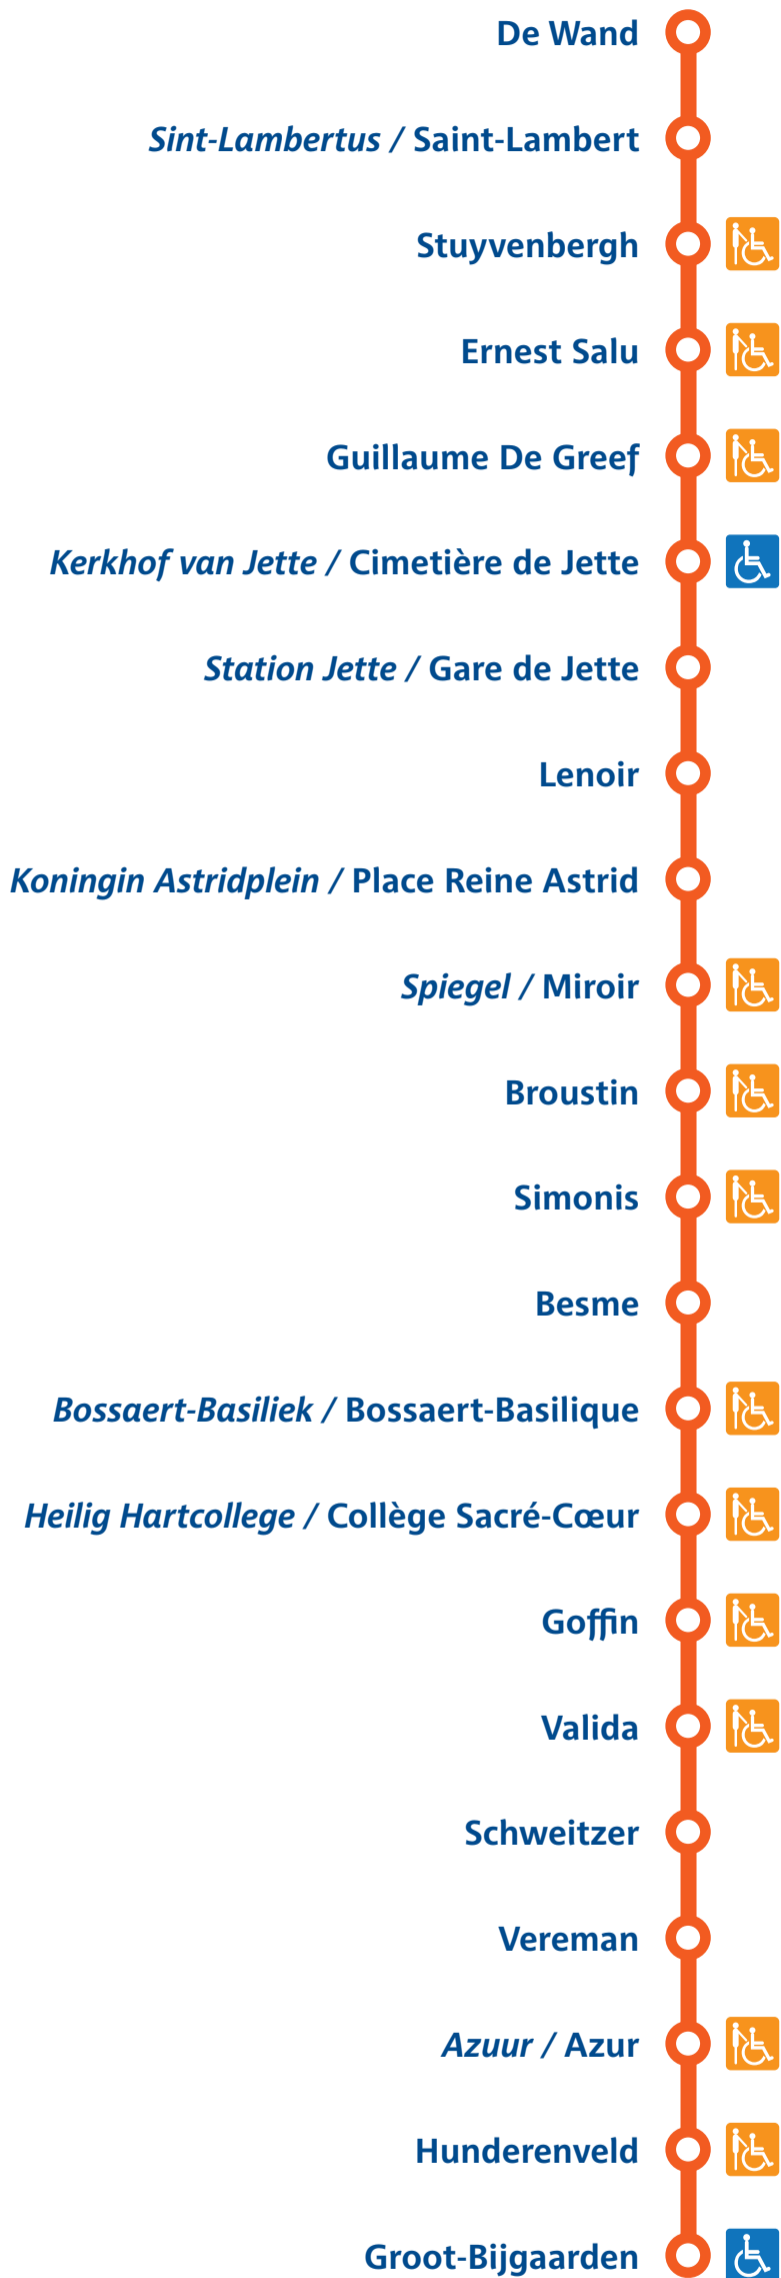 De Wand
Sint-Lambertus / Saint-Lambert
Stuyvenbergh
Ernest Salu
Guillaume De Greef
Kerkhof van Jette / Cimetière de Jette
Station Jette / Gare de Jette
Lenoir
Koningin Astridplein / Place Reine Astrid
Spiegel / Miroir
Broustin
Simonis
Besme
Bossaert-Basiliek / Bossaert-Basilique
Heilig Hartcollege / Collège Sacré-Cœur
Goffin
Valida
Schweitzer
Vereman
Azuur / Azur
Hunderenveld
Groot-Bijgaarden